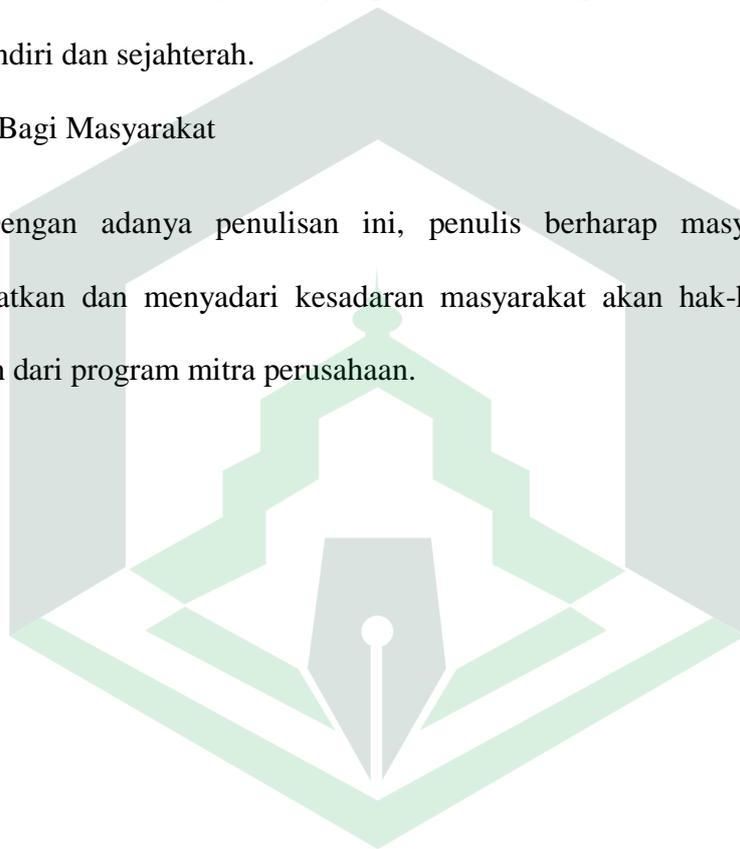 ndiri dan sejahterah.
Bagi Masyarakat
engan adanya penulisan ini, penulis berharap masy
atkan dan menyadari kesadaran masyarakat akan hak-h
dari program mitra perusahaan.